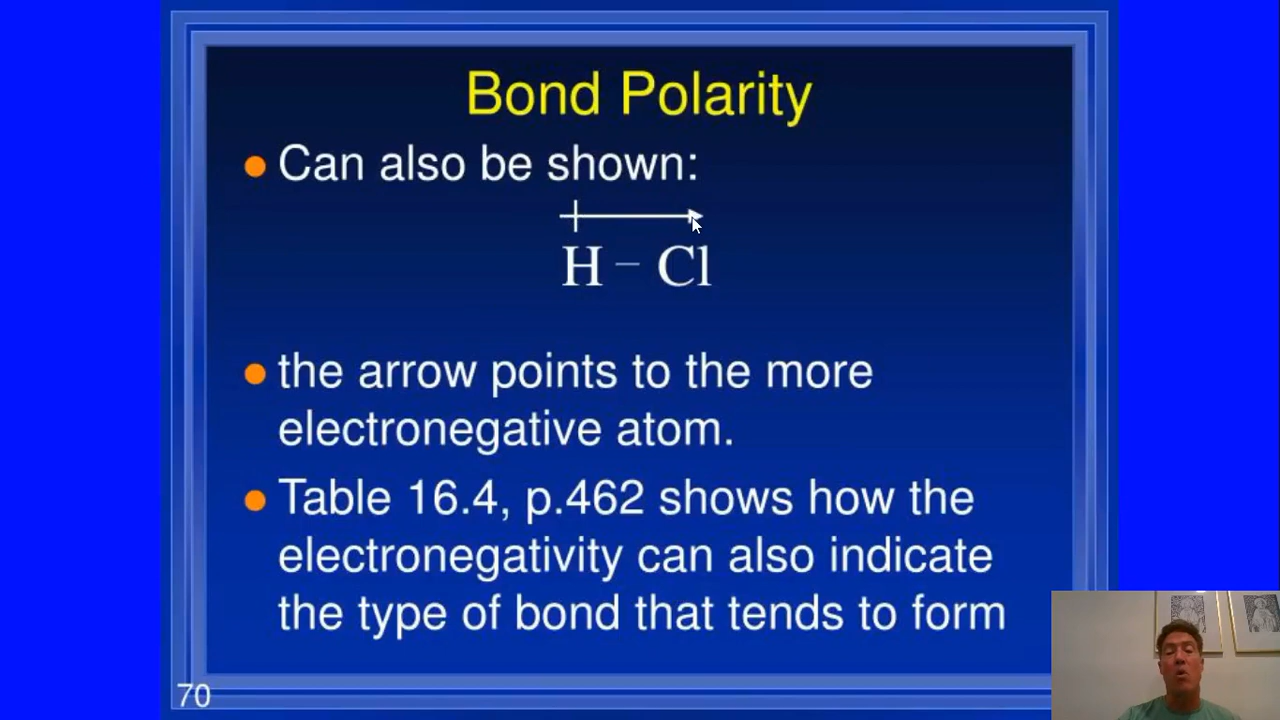 Bond Polarity
Can also be shown:
H – Cl
the arrow points to the more
electronegative atom.
Table 16.4, p.462 shows how the
electronegativity can also indicate
the type of bond that tends to form
70